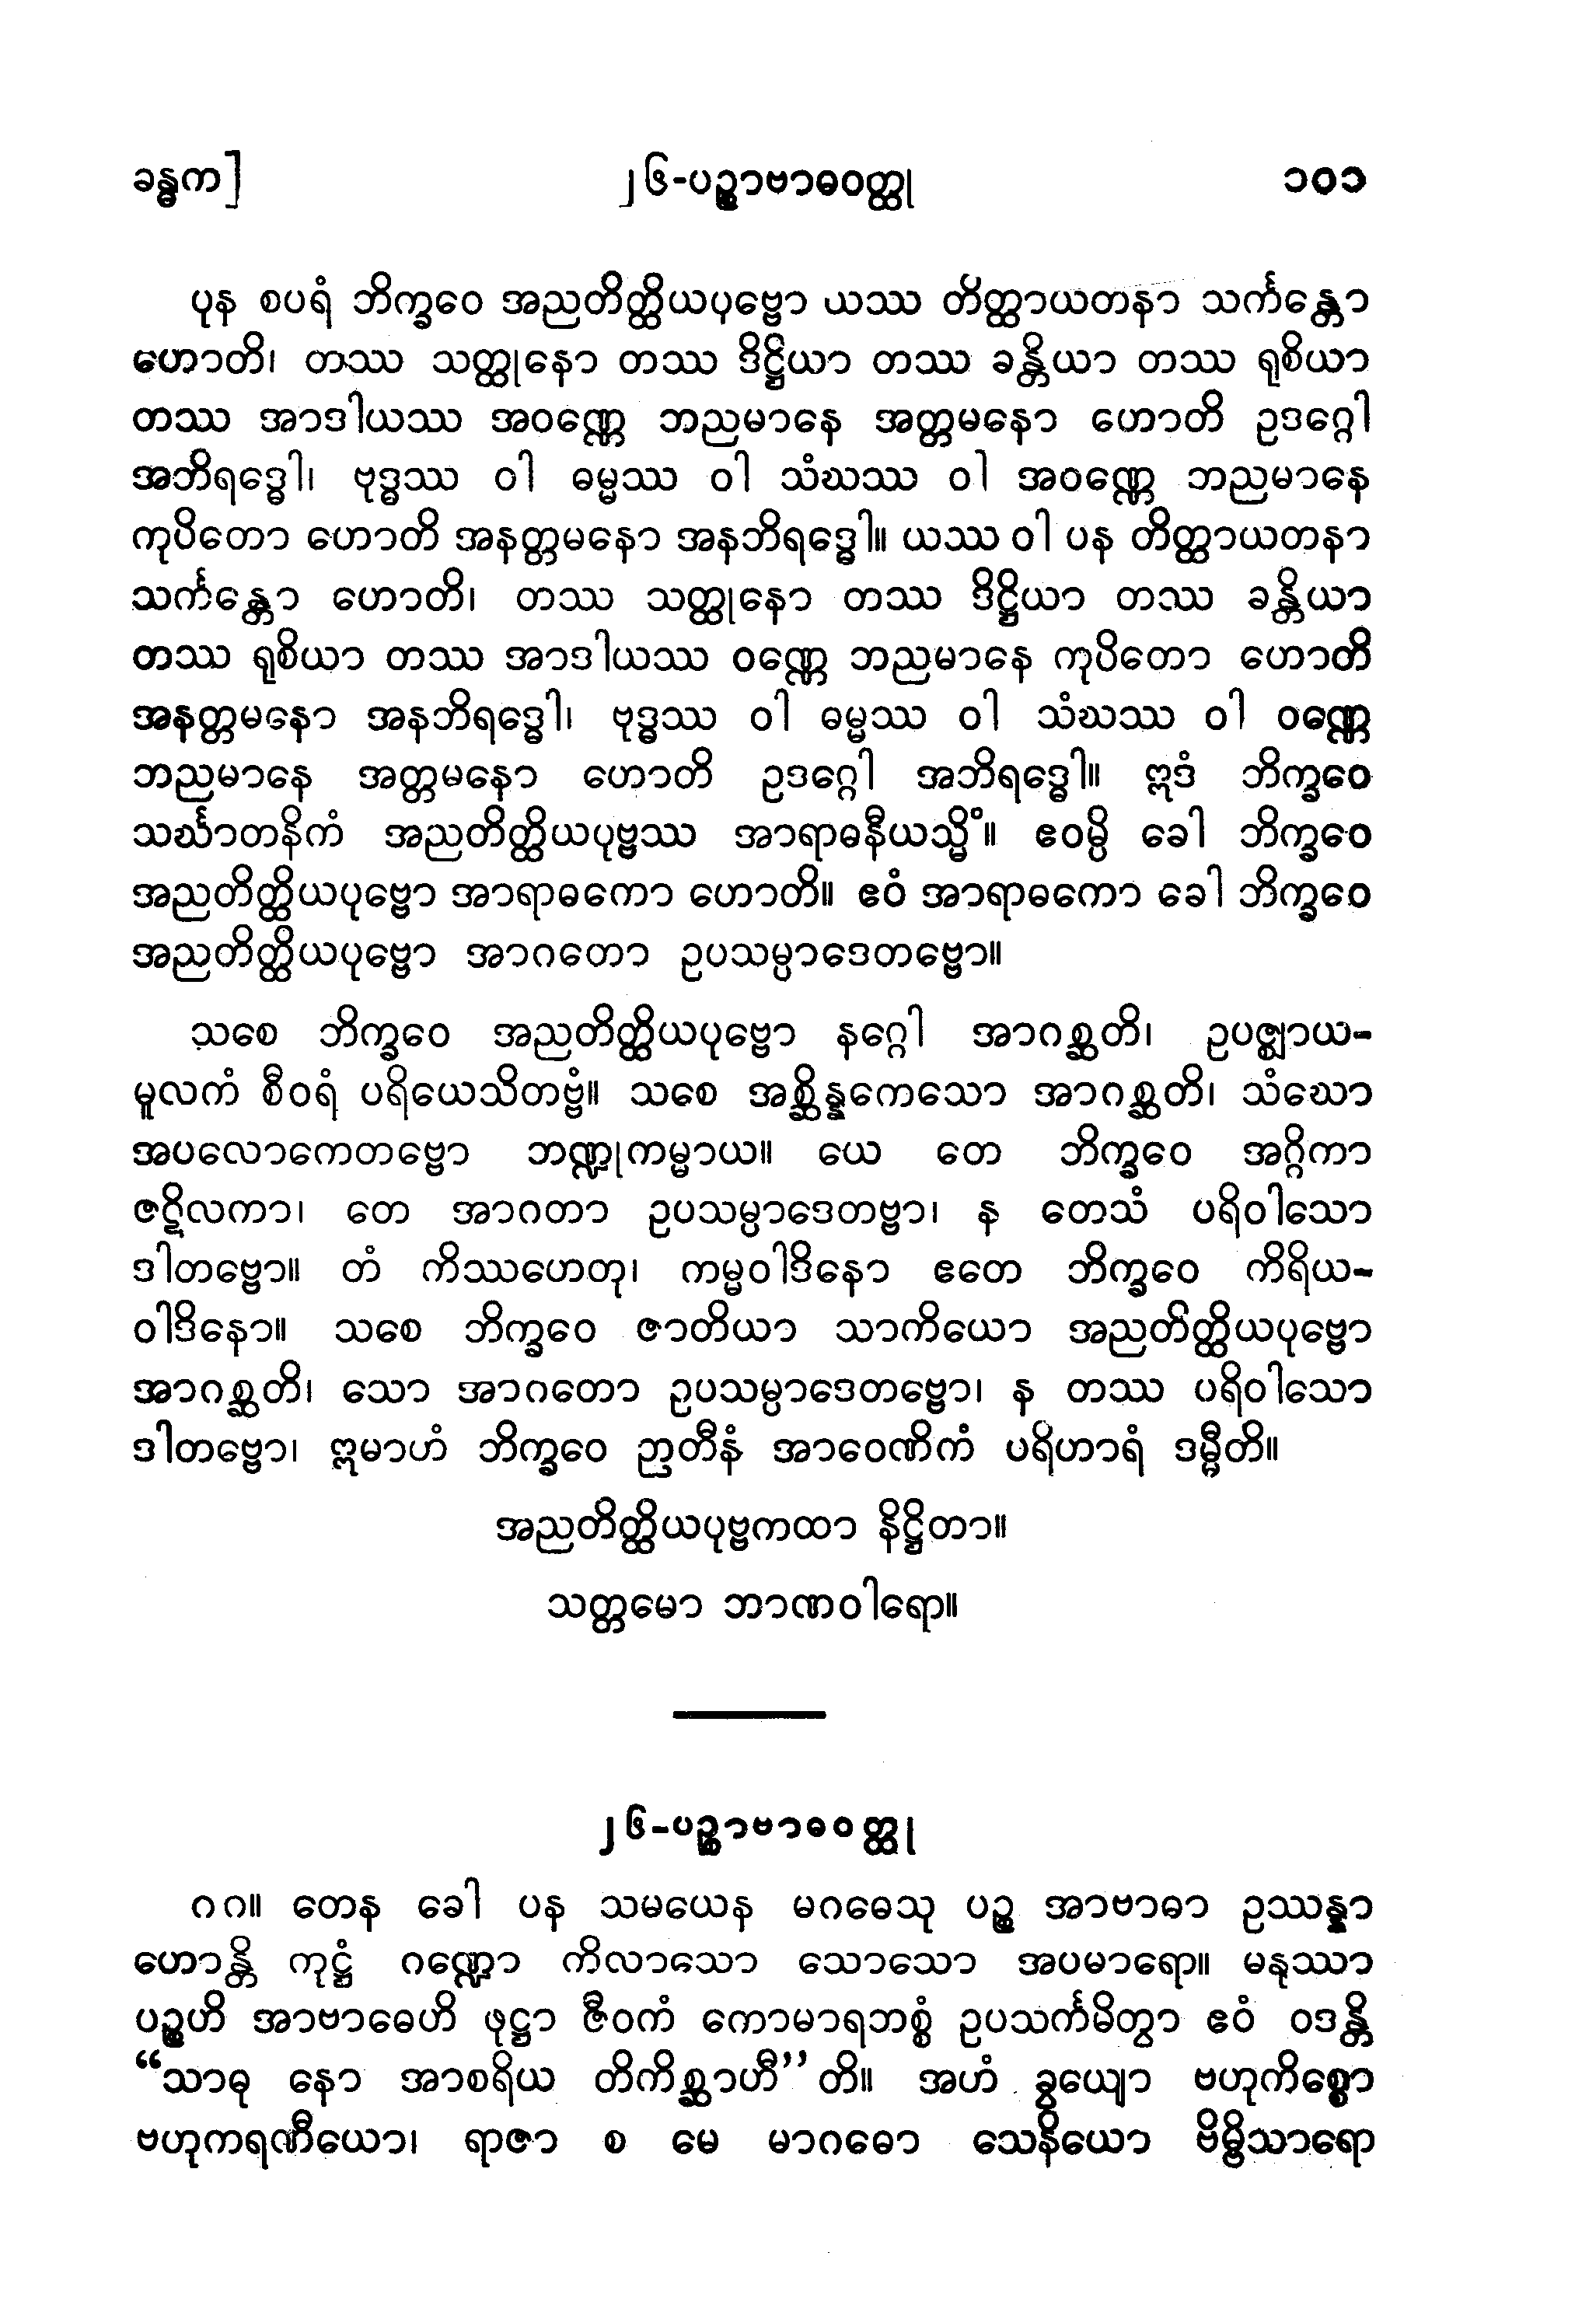 ခန္ဓက] ၂၆-ပဉ္စာဗာဓဝတ္ထု ၁၀၁
ပုန စပရံ ဘိက္ခဝေ အညတိတ္ထိယပုဗ္ဗော ယဿ တိတ္ထာယတနာ သင်္ကန္တော
ဟောတိ၊ တဿ သတ္ထုနော တဿ ဒိဋ္ဌိယာ တဿ ခန္တိယာ တဿ ရုစိယာ
တဿ အာဒါယဿ အဝဏ္ဏေ ဘညမာနေ အတ္တမနော ဟောတိ ဥဒဂ္ဂေါ
အဘိရဒ္ဓေါ၊ ဗုဒ္ဓဿ ဝါ ဓမ္မဿ ဝါ သံဃဿ ဝါ အဝဏ္ဏေ ဘညမာနေ
ကုပိတော ဟောတိ အနတ္တမနော အနဘိရဒ္ဓေါ။ ယဿ ဝါ ပန တိတ္ထာယတနာ
သင်္ကန္တော ဟောတိ၊ တဿ သတ္ထုနော တဿ ဒိဋ္ဌိယာ တဿ ခန္တိယာ
တဿ ရုစိယာ တဿ အာဒါယဿ ဝဏ္ဏေ ဘညမာနေ ကုပိတော ဟောတိ
အနတ္တမနော အနဘိရဒ္ဓေါ၊ ဗုဒ္ဓဿ ဝါ ဓမ္မဿ ဝါ သံဃဿ ဝါ ဝဏ္ဏေ
ဘညမာနေ အတ္တမနော ဟောတိ ဥဒဂ္ဂေါ အဘိရဒ္ဓေါ။ ဣဒံ ဘိက္ခဝေ
သင်္ဃာတနိကံ အညတိတ္ထိယပုဗ္ဗဿ အာရာဓနီယသ္မိံ။ ဧဝမ္ပိ ခေါ ဘိက္ခဝေ
အညတိတ္ထိယပုဗ္ဗော အာရာဓကော ဟောတိ။ ဧဝံ အာရာဓကော ခေါ ဘိက္ခဝေ
အညတိတ္ထိယပုဗ္ဗော အာဂတော ဥပသမ္ပာဒေတဗ္ဗော။
သစေ ဘိက္ခဝေ အညတိတ္ထိယပုဗ္ဗော နဂ္ဂေါ အာဂစ္ဆတိ၊ ဥပဇ္ဈာယ-
မူလကံ စီဝရံ ပရိယေသိတဗ္ဗံ။ သစေ အစ္ဆိန္နကေသော အာဂစ္ဆတိ၊ သံဃော
အပလောကေတဗ္ဗော ဘဏ္ဍုကမ္မာယ။ ယေ တေ ဘိက္ခဝေ အဂ္ဂိကာ
ဇဋိလကာ၊ တေ အာဂတာ ဥပသမ္ပာဒေတဗ္ဗာ၊ န တေသံ ပရိဝါသော
ဒါတဗ္ဗော။ တံ ကိဿဟေတု၊ ကမ္မဝါဒိနော ဧတေ ဘိက္ခဝေ ကိရိယ-
ဝါဒိနော။ သစေ ဘိက္ခဝေ ဇာတိယာ သာကိယော အညတိတ္ထိယပုဗ္ဗော
အာဂစ္ဆတိ၊ သော အာဂတော ဥပသမ္ပာဒေတဗ္ဗော၊ န တဿ ပရိဝါသော
ဒါတဗ္ဗော၊ ဣမာဟံ ဘိက္ခဝေ ဉာတီနံ အာဝေဏိကံ ပရိဟာရံ ဒမ္မီတိ။
အညတိတ္ထိယပုဗ္ဗကထာ နိဋ္ဌိတာ။
သတ္တမော ဘာဏဝါရော။
၂၆-ပဉ္စာဗာဓဝတ္ထု
၈၈။ တေန ခေါ ပန သမယေန မဂဓေသု ပဉ္စ အာဗာဓာ ဥဿန္နာ
ဟောန္တိ ကုဋ္ဌံ ဂဏ္ဍော ကိလာသော သောသော အပမာရော။ မနုဿာ
ပဉ္စဟိ အာဗာဓေဟိ ဖုဋ္ဌာ ဇီဝကံ ကောမာရဘစ္စံ ဥပသင်္ကမိတွာ ဧဝံ ဝဒန္တိ
“သာဓု နော အာစရိယ တိကိစ္ဆာဟီ”တိ။ အဟံ ခွယျော ဗဟုကိစ္စော
ဗဟုကရဏီယော၊ ရာဇာ စ မေ မာဂဓော သေနိယော ဗိမ္ဗိသာရော